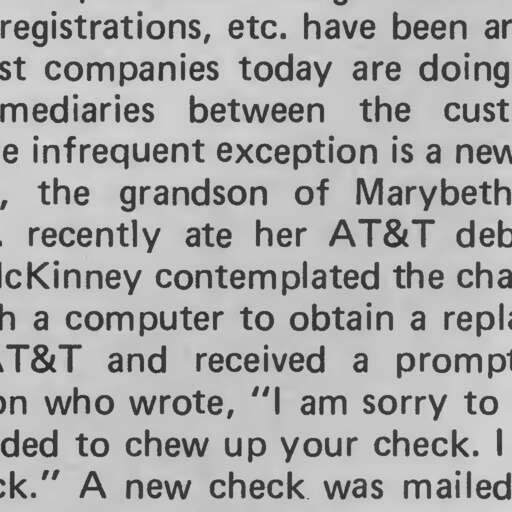 registrations, etc. have been ar
st companies today are doing
mediaries between the cust
e infrequent exception is a new
, the grandson of Marybeth
. recently ate her AT&T deb
McKinney contemplated the cha
h a computer to obtain a repla
AT&T and received a prompt
on who wrote, “I am sorry to
ded to chew up your check. I
ck.” A new check was mailed